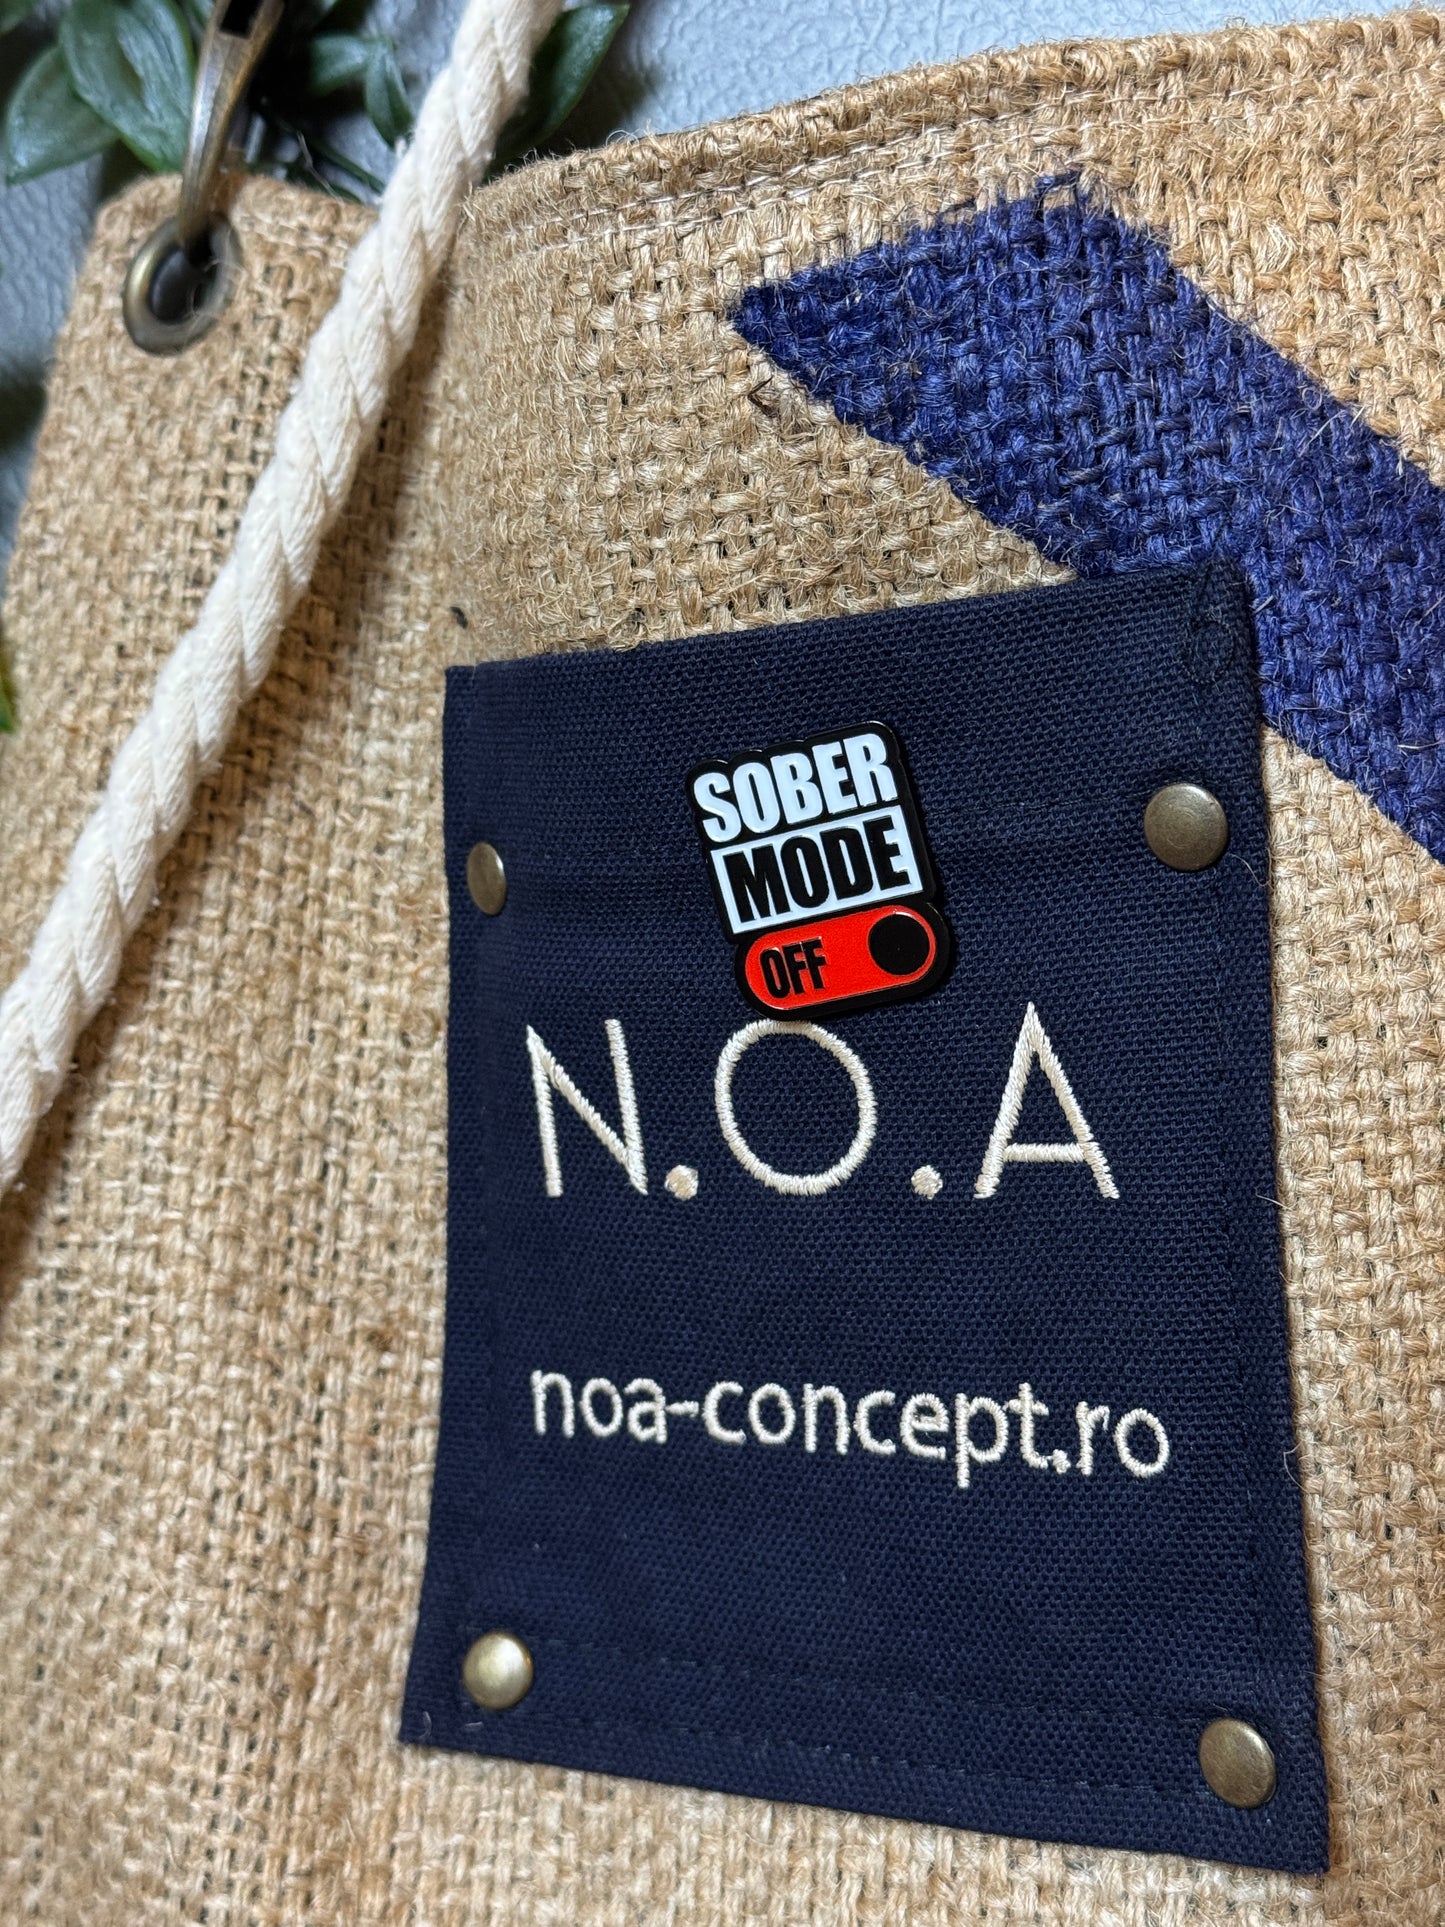 SOBER
MODE
OFF
N.O.A
noa-concept.ro